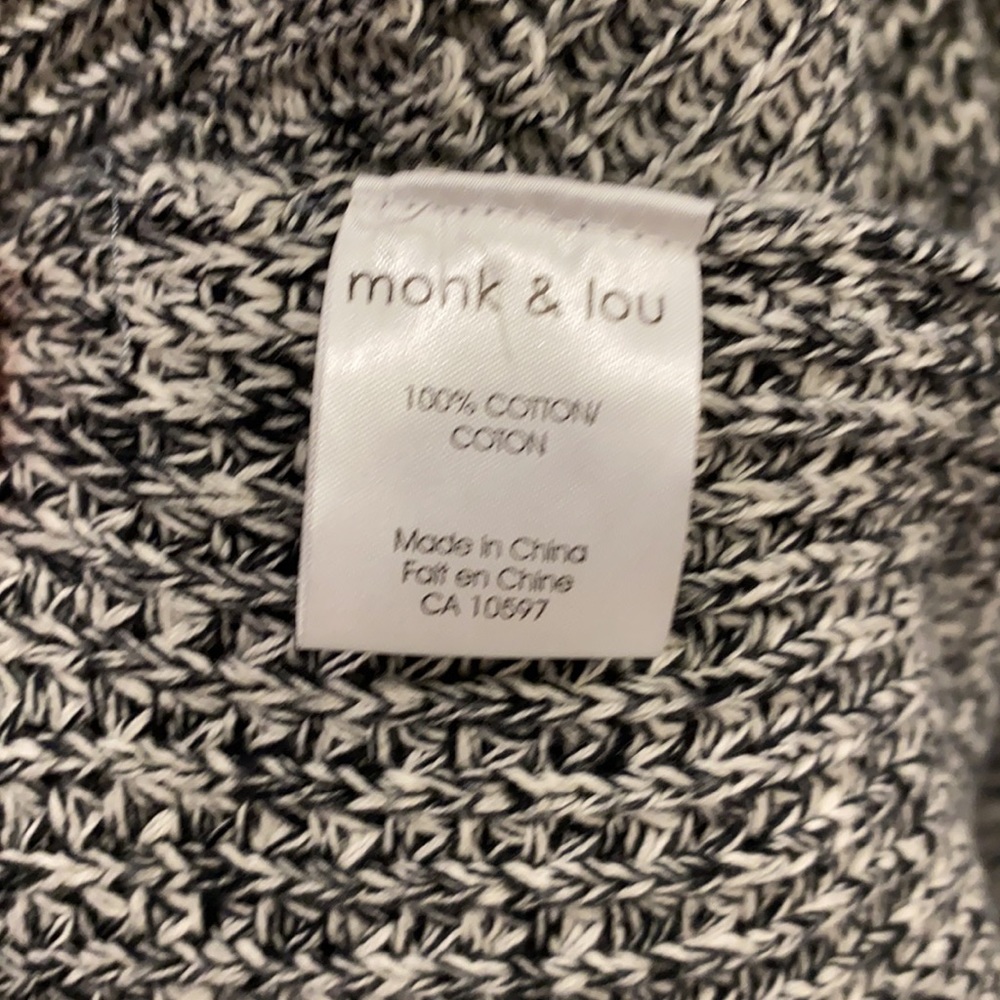 monk & lou
100% COTTON/
COTON
Made in China
Fait en Chine
CA 10597